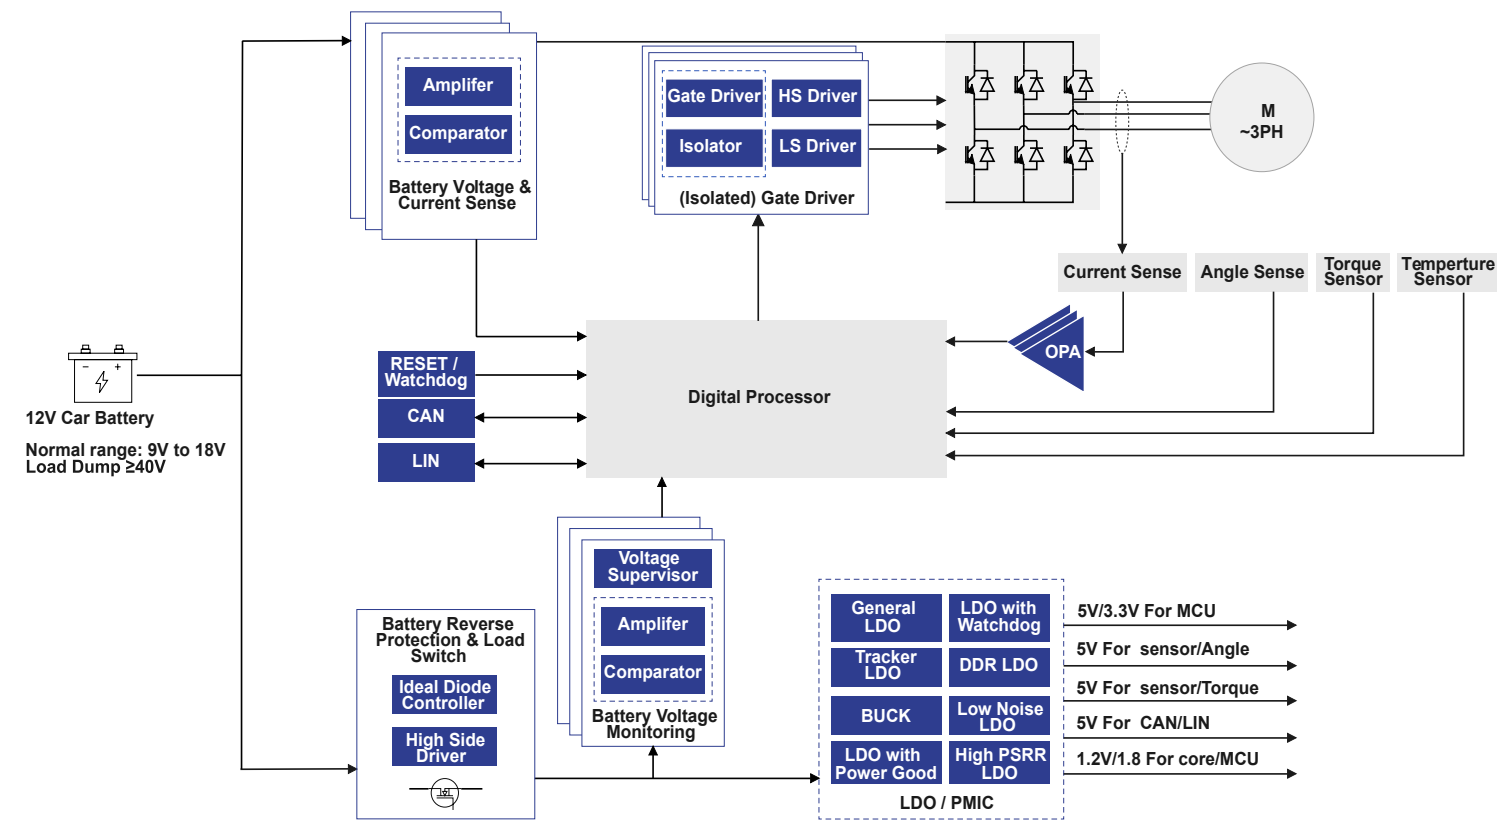 Amplifer
Comparator
Battery Voltage &
Current Sense
Gate Driver
HS Driver
Isolator
LS Driver
(Isolated) Gate Driver
M
~3PH
Current Sense
Angle Sense
Torque
Sensor
Temperture
Sensor
OPA
RESET /
Watchdog
CAN
LIN
Digital Processor
- +
12V Car Battery
Normal range: 9V to 18V
Load Dump ≥40V
Voltage
Supervisor
Amplifer
Comparator
Battery Voltage
Monitoring
Battery Reverse
Protection & Load
Switch
Ideal Diode
Controller
High Side
Driver
General
LDO
LDO with
Watchdog
Tracker
LDO
DDR LDO
BUCK
Low Noise
LDO
LDO with
Power Good
High PSRR
LDO
LDO / PMIC
5V/3.3V For MCU
5V For sensor/Angle
5V For sensor/Torque
5V For CAN/LIN
1.2V/1.8 For core/MCU